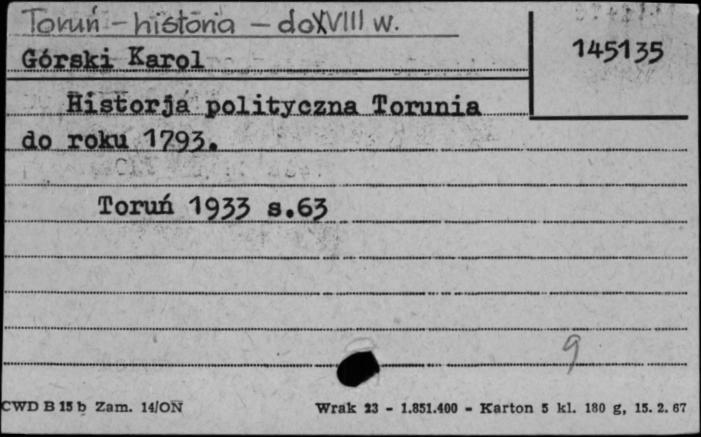 Toruń - historia - do XVIII w.
Górski Karol
145135
Historja polityczna Torunia
do roku 1793.
Toruń 1933 s.63
9
CWD B 15 b Zam. 14/ON Wrak 23 - 1.851.400 - Karton 5 kl. 180 g, 15. 2. 67